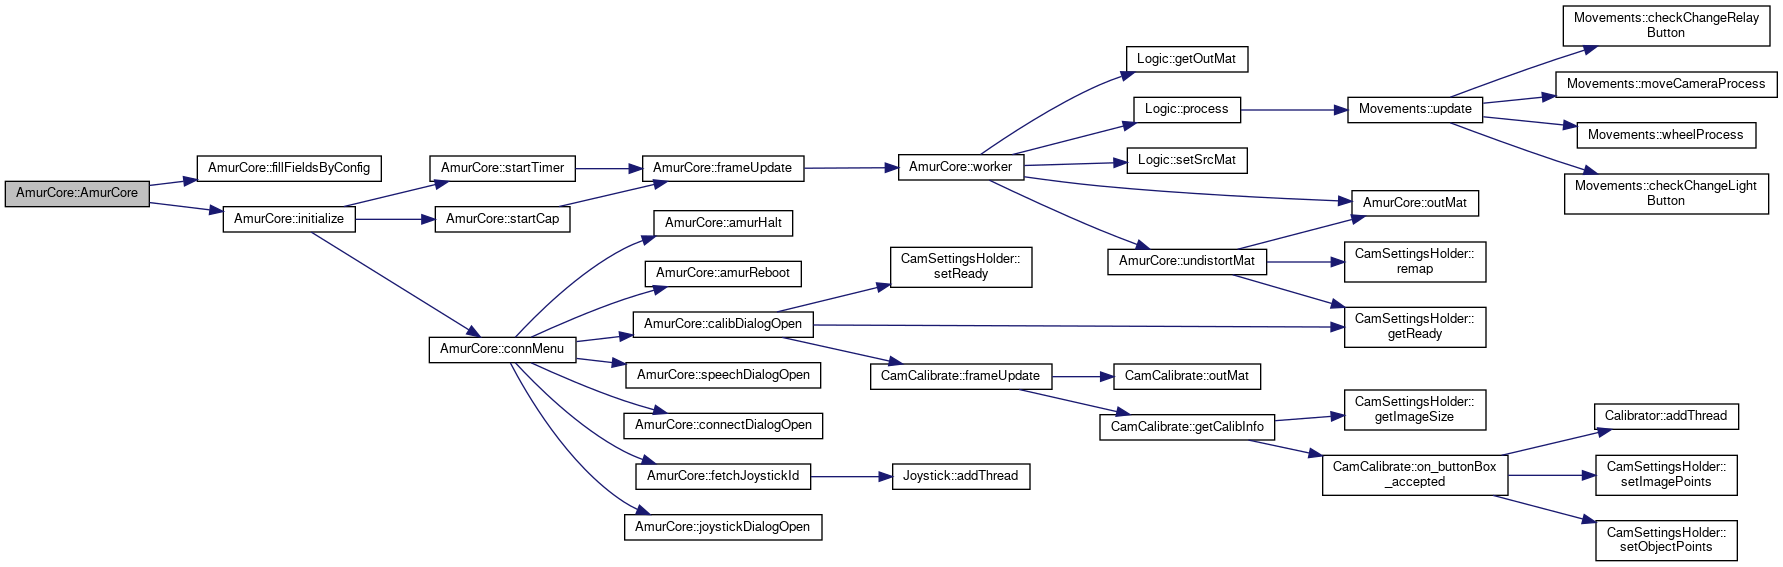 AmurCore::AmurCore
AmurCore::fillFieldsByConfig
AmurCore::initialize
AmurCore::startTimer
AmurCore::startCap
AmurCore::connMenu
AmurCore::frameUpdate
AmurCore::amurHalt
AmurCore::amurReboot
AmurCore::calibDialogOpen
AmurCore::speechDialogOpen
AmurCore::connectDialogOpen
AmurCore::fetchJoystickId
AmurCore::joystickDialogOpen
AmurCore::worker
CamSettingsHolder::
setReady
CamCalibrate::frameUpdate
Joystick::addThread
Logic::getOutMat
Logic::process
Logic::setSrcMat
AmurCore::undistortMat
CamCalibrate::outMat
CamCalibrate::getCalibInfo
Movements::update
AmurCore::outMat
CamSettingsHolder::
remap
CamSettingsHolder::
getReady
CamSettingsHolder::
getImageSize
CamCalibrate::on_buttonBox
_accepted
Movements::checkChangeRelay
Button
Movements::moveCameraProcess
Movements::wheelProcess
Movements::checkChangeLight
Button
Calibrator::addThread
CamSettingsHolder::
setImagePoints
CamSettingsHolder::
setObjectPoints